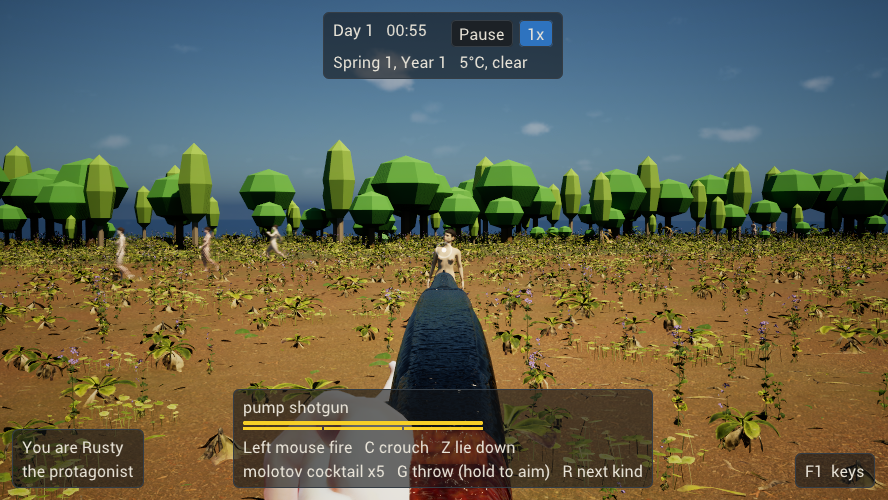 Day 1 00:55 Pause 1x
Spring 1, Year 1 5°C, clear
pump shotgun
Left mouse fire C crouch Z lie down
molotov cocktail x5 G throw (hold to aim) R next kind
You are Rusty
the protagonist
F1 keys